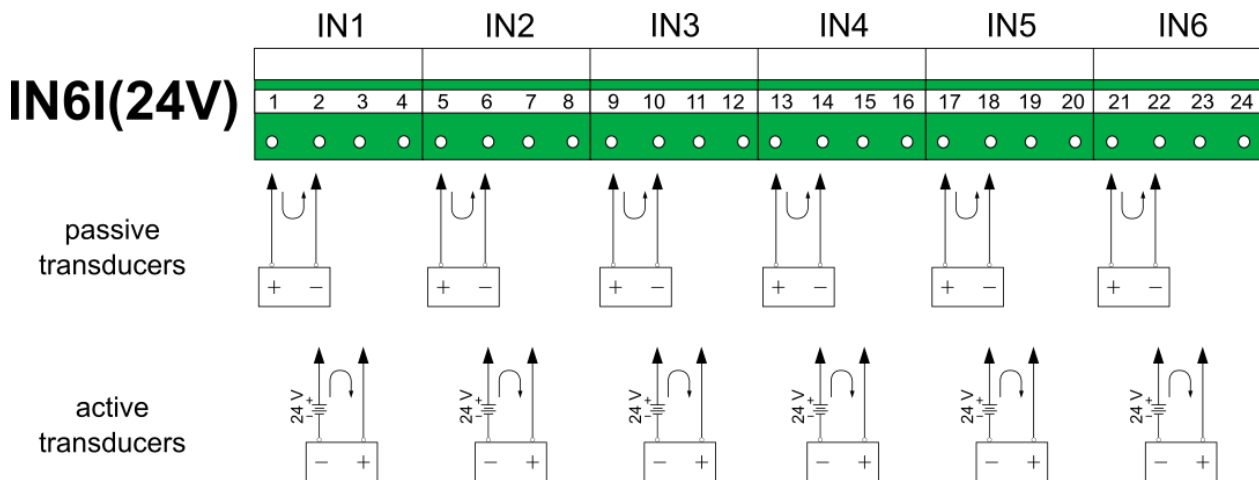 IN1 IN2 IN3 IN4 IN5 IN6
IN6I(24V)
1 2 3 4 5 6 7 8 9 10 11 12 13 14 15 16 17 18 19 20 21 22 23 24
passive
transducers
+ − + − + − + − + − + −
24 V + − 24 V + − 24 V + − 24 V + − 24 V + − 24 V + −
active
transducers
− + − + − + − + − + − +